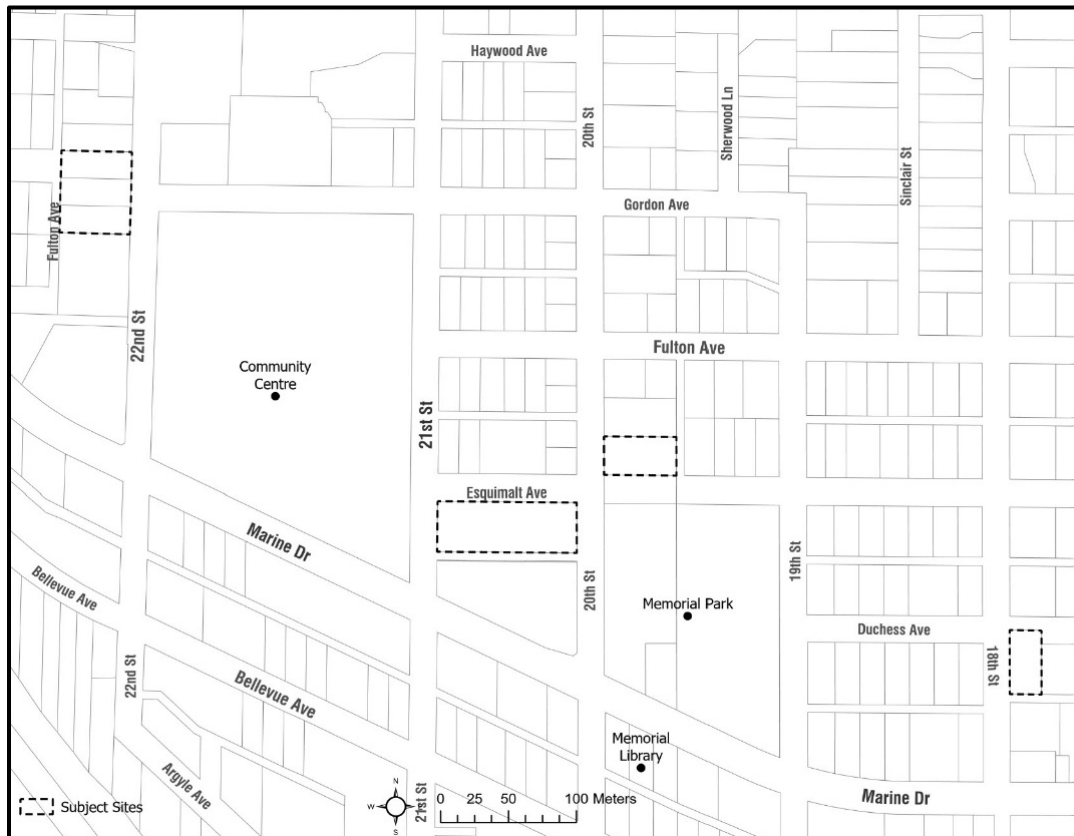 Haywood Ave
20th St
Sherwood Ln
Sinclair St
Gordon Ave
Fulton Ave
22nd St
Fulton Ave
Community
Centre
21st St
Esquimalt Ave
Marine Dr
19th St
20th St
Bellevue Ave
Memorial Park
Duchess Ave
18th St
22nd St
Bellevue Ave
Memorial
Library
Argyle Ave
21st St
N
W
E
S
0 25 50 100 Meters
Marine Dr
Subject Sites